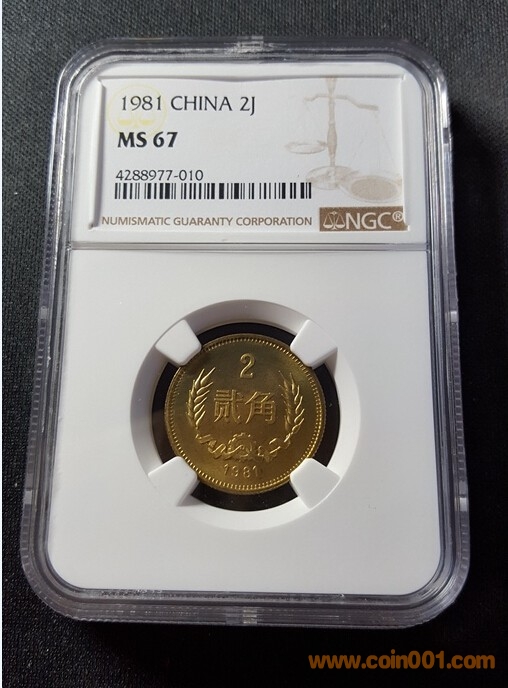 1981 CHINA 2J
MS 67
4288977-010
NUMISMATIC GUARANTY CORPORATION NGC®
2
贰角
1981
www.coin001.com